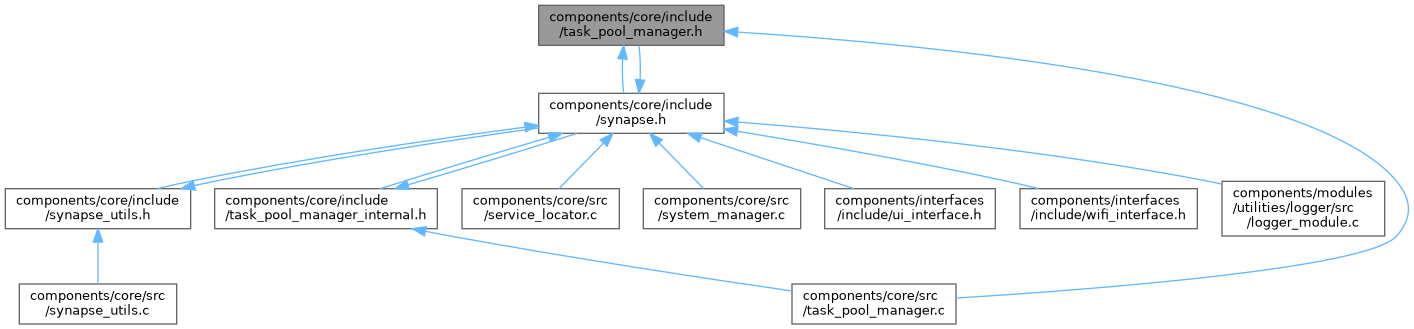 components/core/include
/task_pool_manager.h
components/core/include
/synapse.h
components/core/include
/synapse_utils.h
components/core/include
/task_pool_manager_internal.h
components/core/src
/service_locator.c
components/core/src
/system_manager.c
components/interfaces
/include/ui_interface.h
components/interfaces
/include/wifi_interface.h
components/modules
/utilities/logger/src
/logger_module.c
components/core/src
/synapse_utils.c
components/core/src
/task_pool_manager.c